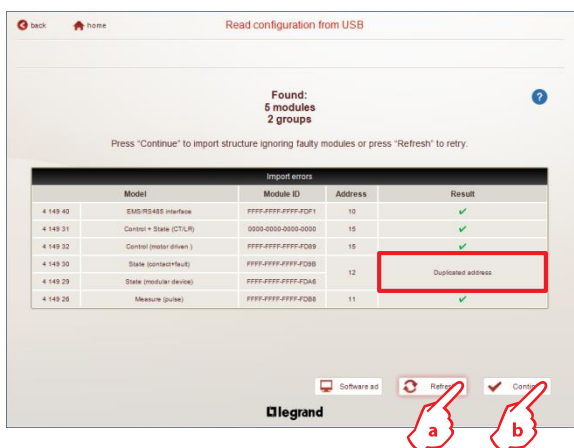 back
home
Read configuration from USB
Found:
5 modules
2 groups
?
Press "Continue" to import structure ignoring faulty modules or press "Refresh" to retry.
Import errors
Model Module ID Address Result
4 149 40 EMS/RS485 interface FFFF-FFFF-FFFF-FDF1 10 ✔
4 149 31 Control + State (CT/LR) 0000-0000-0000-0000 15 ✔
4 149 32 Control (motor driven ) FFFF-FFFF-FFFF-FD89 15 ✔
4 149 30 State (contact+fault) FFFF-FFFF-FFFF-FD9B
12 Duplicated address
4 149 29 State (modular device) FFFF-FFFF-FFFF-FDA6
4 149 28 Measure (pulse) FFFF-FFFF-FFFF-FD88 11 ✔
Software ad
Refres
Contin
legrand
a
b